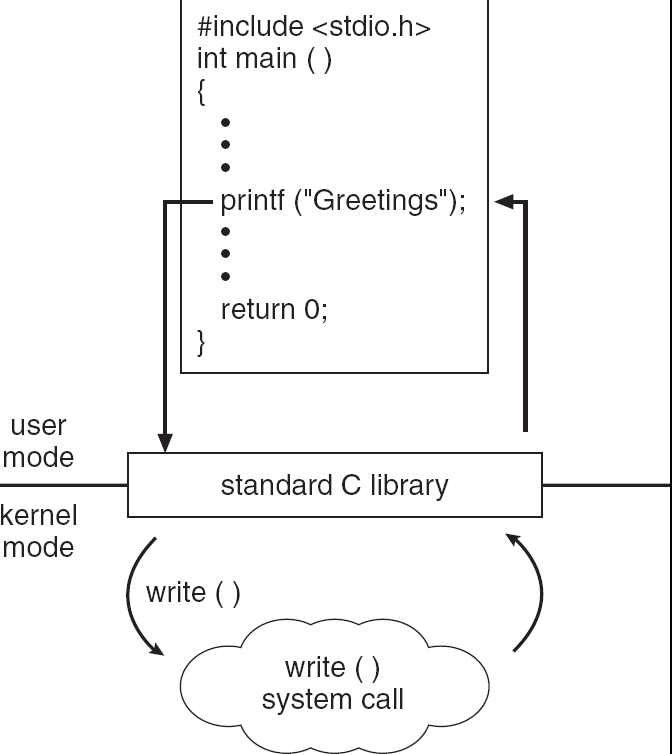 #include <stdio.h>
int main ( )
{
•
•
•
printf ("Greetings");
•
•
•
return 0;
}
user
mode
standard C library
kernel
mode
write ( )
write ( )
system call